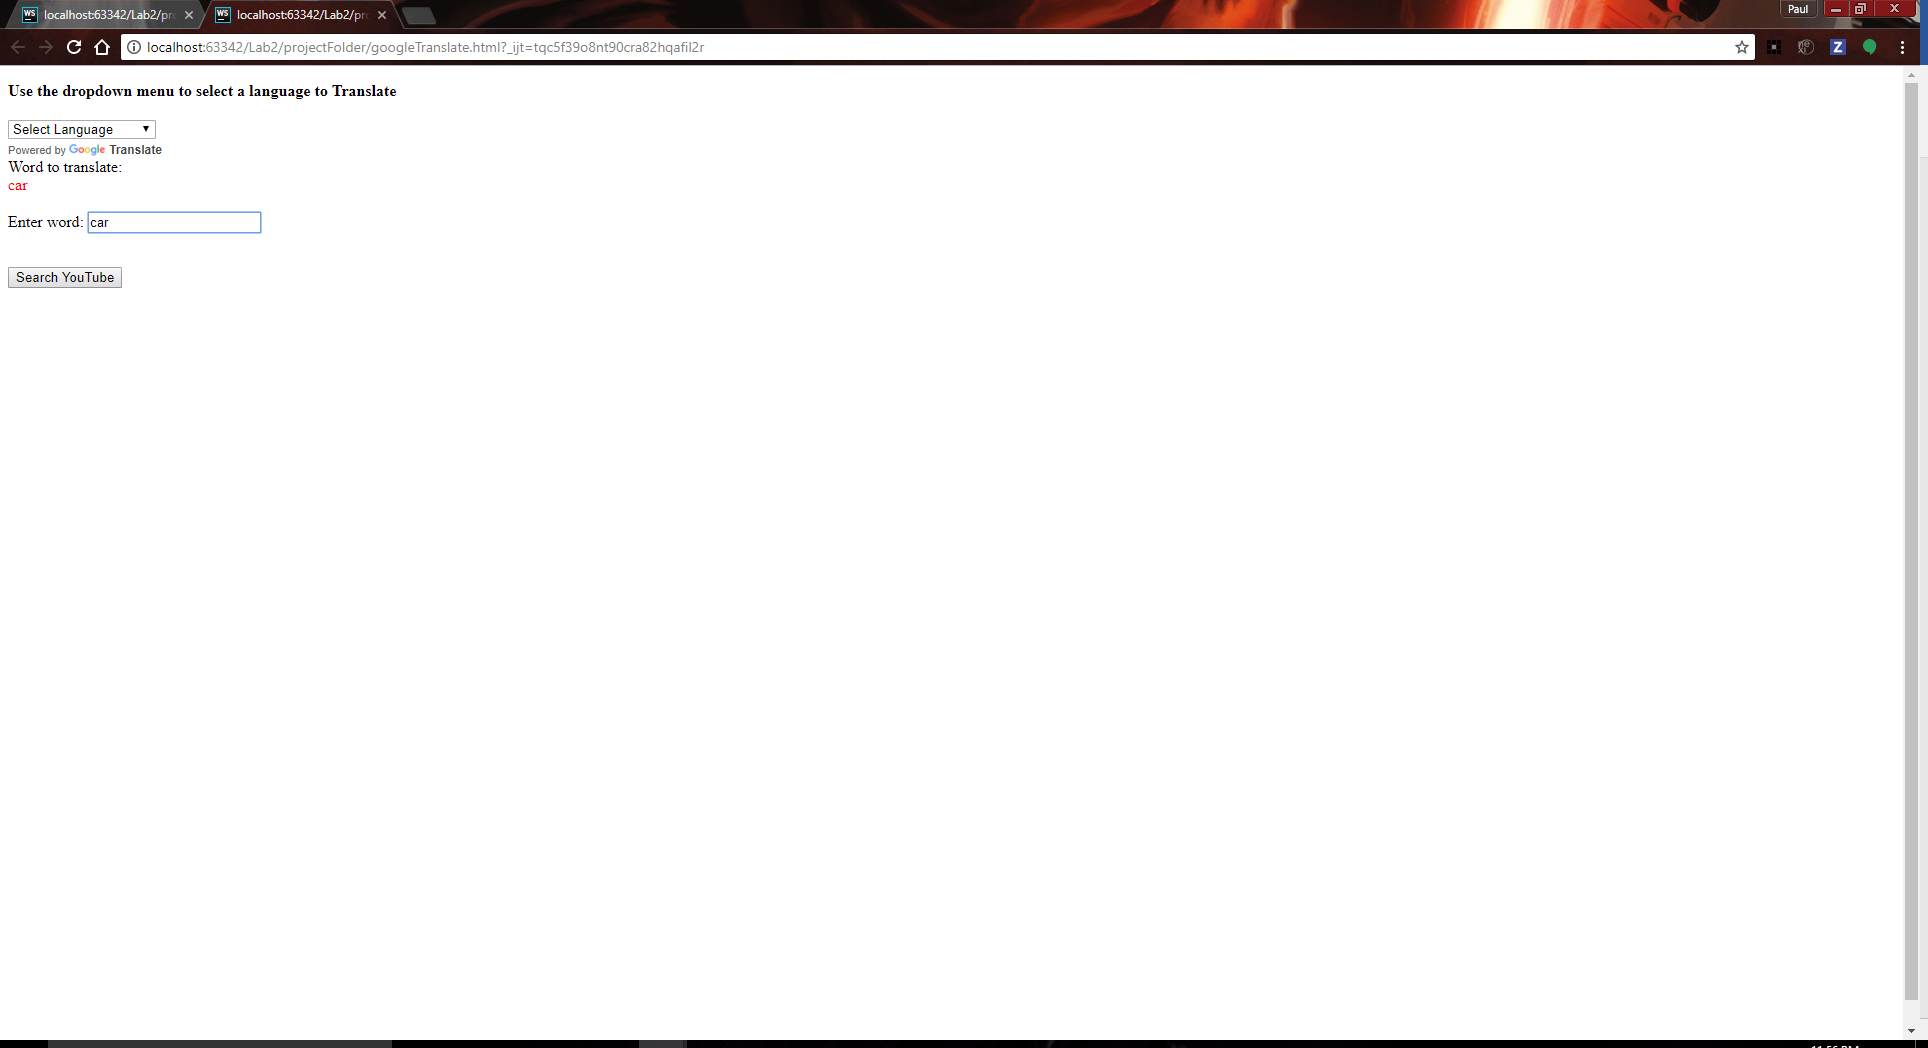 localhost:63342/Lab2/pr
localhost:63342/Lab2/pr
Paul
localhost:63342/Lab2/projectFolder/googleTranslate.html?_ijt=tqc5f39o8nt90cra82hqafil2r
Use the dropdown menu to select a language to Translate
Select Language
Powered by Google Translate
Word to translate:
car
Enter word: car
Search YouTube